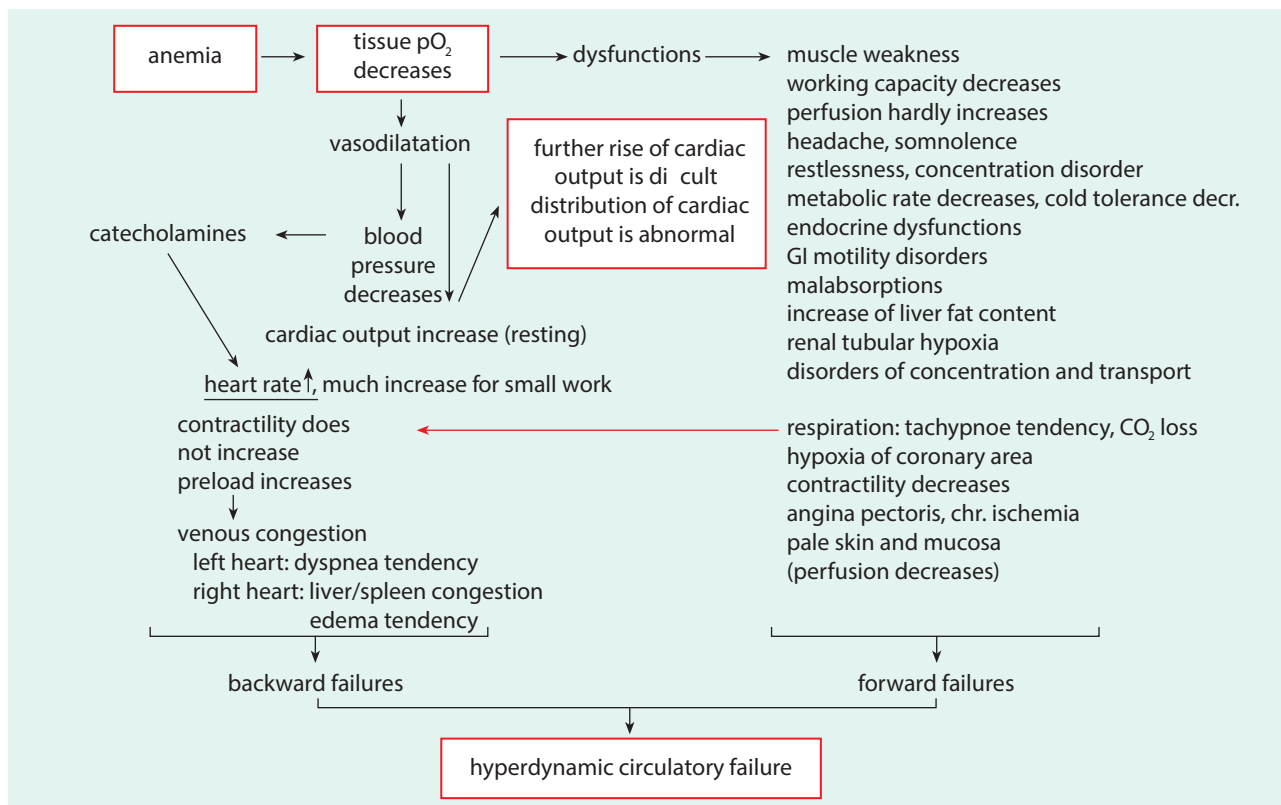 anemia
tissue pO₂
decreases
dysfunctions
muscle weakness
working capacity decreases
perfusion hardly increases
headache, somnolence
restlessness, concentration disorder
metabolic rate decreases, cold tolerance decr.
endocrine dysfunctions
GI motility disorders
malabsorptions
increase of liver fat content
renal tubular hypoxia
disorders of concentration and transport
vasodilatation
further rise of cardiac
output is di cult
distribution of cardiac
output is abnormal
catecholamines
blood
pressure
decreases
cardiac output increase (resting)
heart rate↑, much increase for small work
contractility does
not increase
preload increases
venous congestion
left heart: dyspnea tendency
right heart: liver/spleen congestion
edema tendency
respiration: tachypnoe tendency, CO₂ loss
hypoxia of coronary area
contractility decreases
angina pectoris, chr. ischemia
pale skin and mucosa
(perfusion decreases)
backward failures
forward failures
hyperdynamic circulatory failure